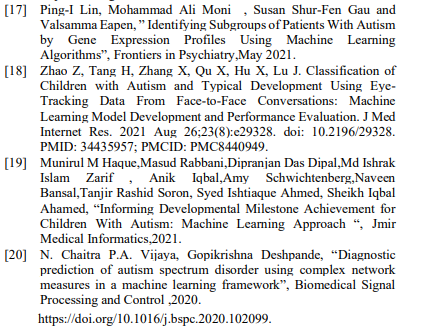 [17] Ping-I Lin, Mohammad Ali Moni , Susan Shur-Fen Gau and
Valsamma Eapen, ” Identifying Subgroups of Patients With Autism
by Gene Expression Profiles Using Machine Learning
Algorithms”, Frontiers in Psychiatry,May 2021.
[18] Zhao Z, Tang H, Zhang X, Qu X, Hu X, Lu J. Classification of
Children with Autism and Typical Development Using Eye-
Tracking Data From Face-to-Face Conversations: Machine
Learning Model Development and Performance Evaluation. J Med
Internet Res. 2021 Aug 26;23(8):e29328. doi: 10.2196/29328.
PMID: 34435957; PMCID: PMC8440949.
[19] Munirul M Haque,Masud Rabbani,Dipranjan Das Dipal,Md Ishrak
Islam Zarif , Anik Iqbal,Amy Schwichtenberg,Naveen
Bansal,Tanjir Rashid Soron, Syed Ishtiaque Ahmed, Sheikh Iqbal
Ahamed, “Informing Developmental Milestone Achievement for
Children With Autism: Machine Learning Approach “, Jmir
Medical Informatics,2021.
[20] N. Chaitra P.A. Vijaya, Gopikrishna Deshpande, “Diagnostic
prediction of autism spectrum disorder using complex network
measures in a machine learning framework”, Biomedical Signal
Processing and Control ,2020.
https://doi.org/10.1016/j.bspc.2020.102099.